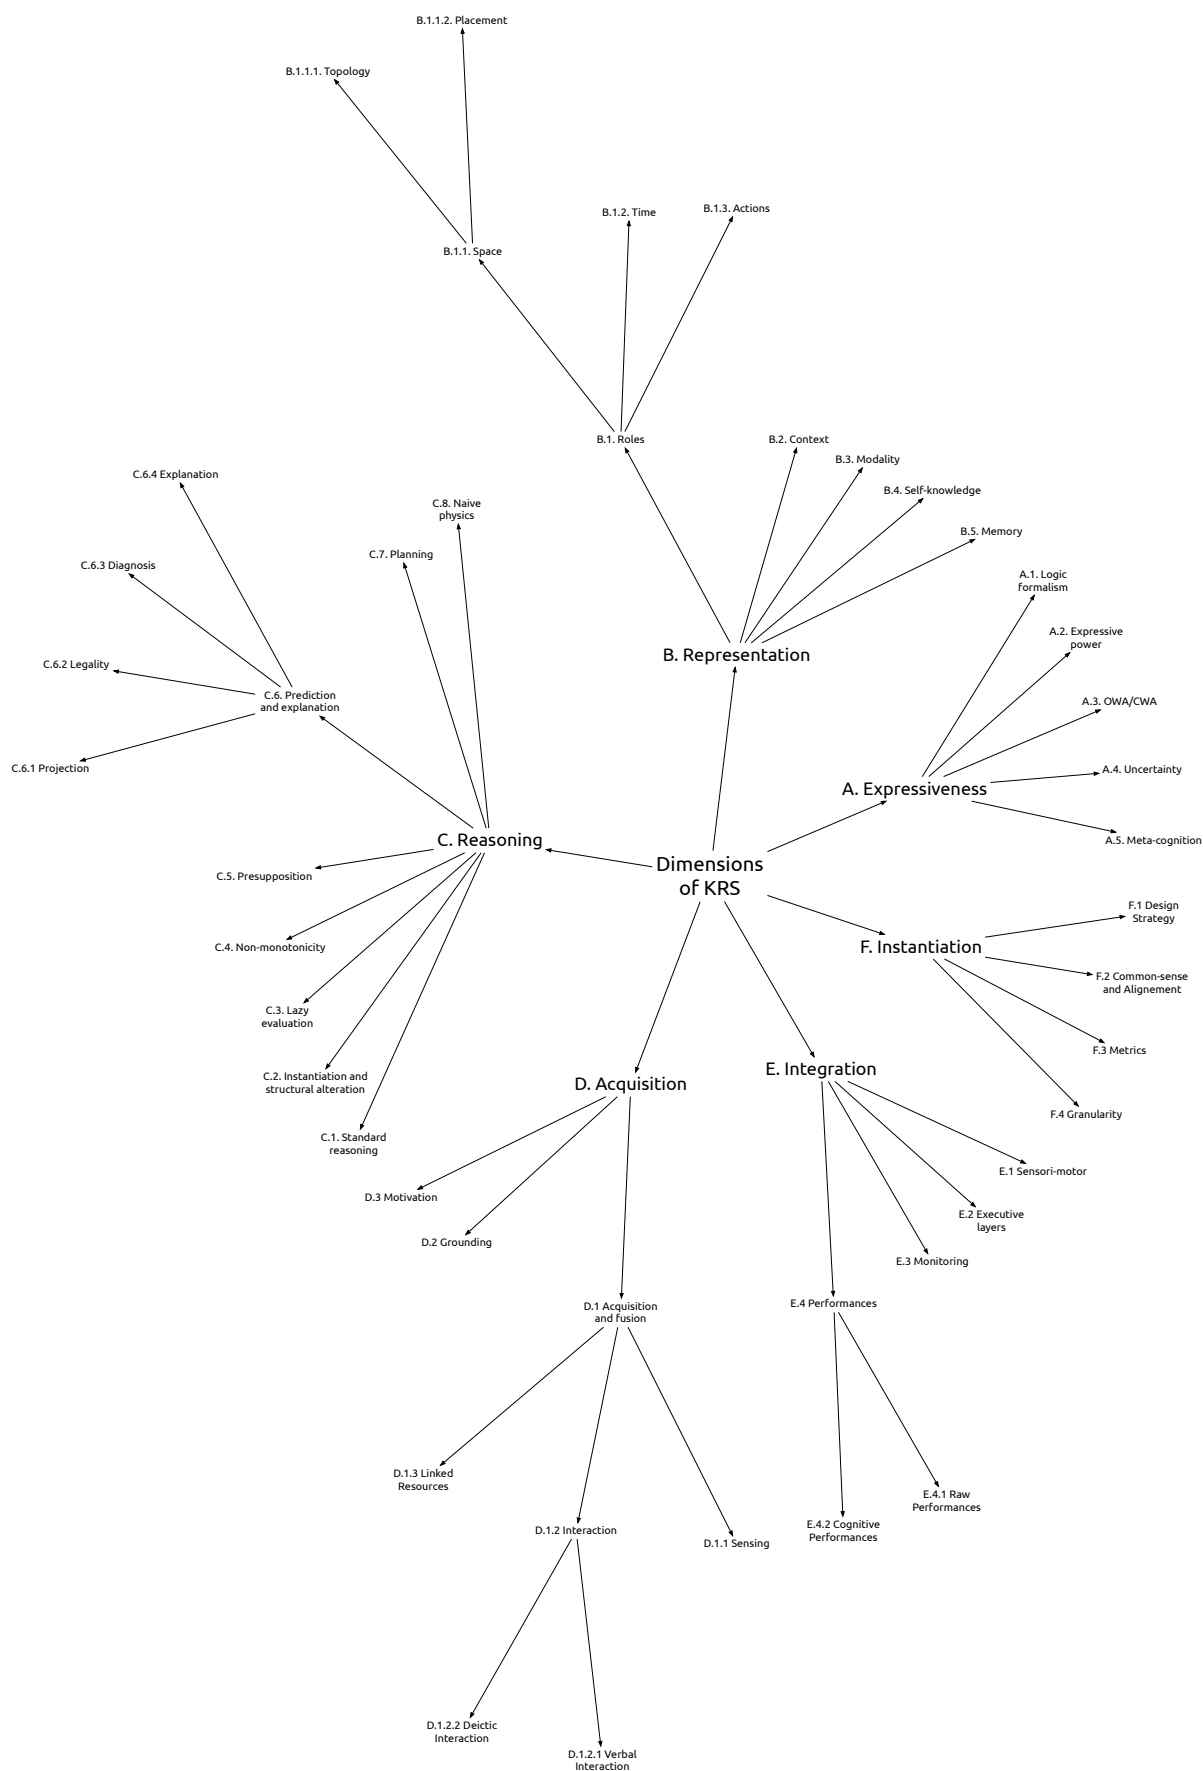 B.1.1.2. Placement
B.1.1.1. Topology
B.1.2. Time
B.1.3. Actions
B.1.1. Space
B.1. Roles
B.2. Context
B.3. Modality
B.4. Self-knowledge
B.5. Memory
C.6.4 Explanation
C.8. Naive
physics
C.7. Planning
C.6.3 Diagnosis
A.1. Logic
formalism
A.2. Expressive
power
B. Representation
C.6.2 Legality
C.6. Prediction
and explanation
A.3. OWA/CWA
C.6.1 Projection
A.4. Uncertainty
A. Expressiveness
C. Reasoning
A.5. Meta-cognition
Dimensions
of KRS
C.5. Presupposition
F.1 Design
Strategy
C.4. Non-monotonicity
F. Instantiation
F.2 Common-sense
and Alignement
C.3. Lazy
evaluation
F.3 Metrics
E. Integration
C.2. Instantiation and
structural alteration
D. Acquisition
F.4 Granularity
C.1. Standard
reasoning
E.1 Sensori-motor
D.3 Motivation
E.2 Executive
layers
D.2 Grounding
E.3 Monitoring
D.1 Acquisition
and fusion
E.4 Performances
D.1.3 Linked
Resources
E.4.1 Raw
Performances
D.1.2 Interaction
E.4.2 Cognitive
Performances
D.1.1 Sensing
D.1.2.2 Deictic
Interaction
D.1.2.1 Verbal
Interaction